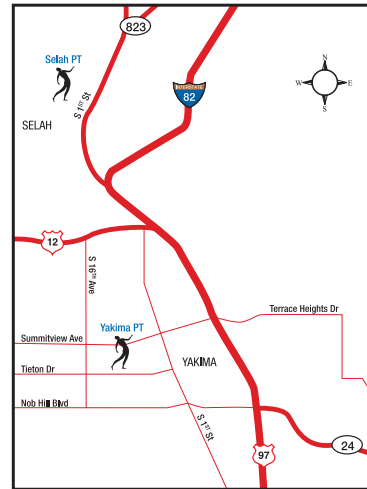 823
Selah PT
S 1ST St
INTERSTATE
82
N
W
E
S
SELAH
12
S 16TH Ave
Terrace Heights Dr
Yakima PT
Summitview Ave
YAKIMA
Tieton Dr
Nob Hill Blvd
S 1ST St
24
97